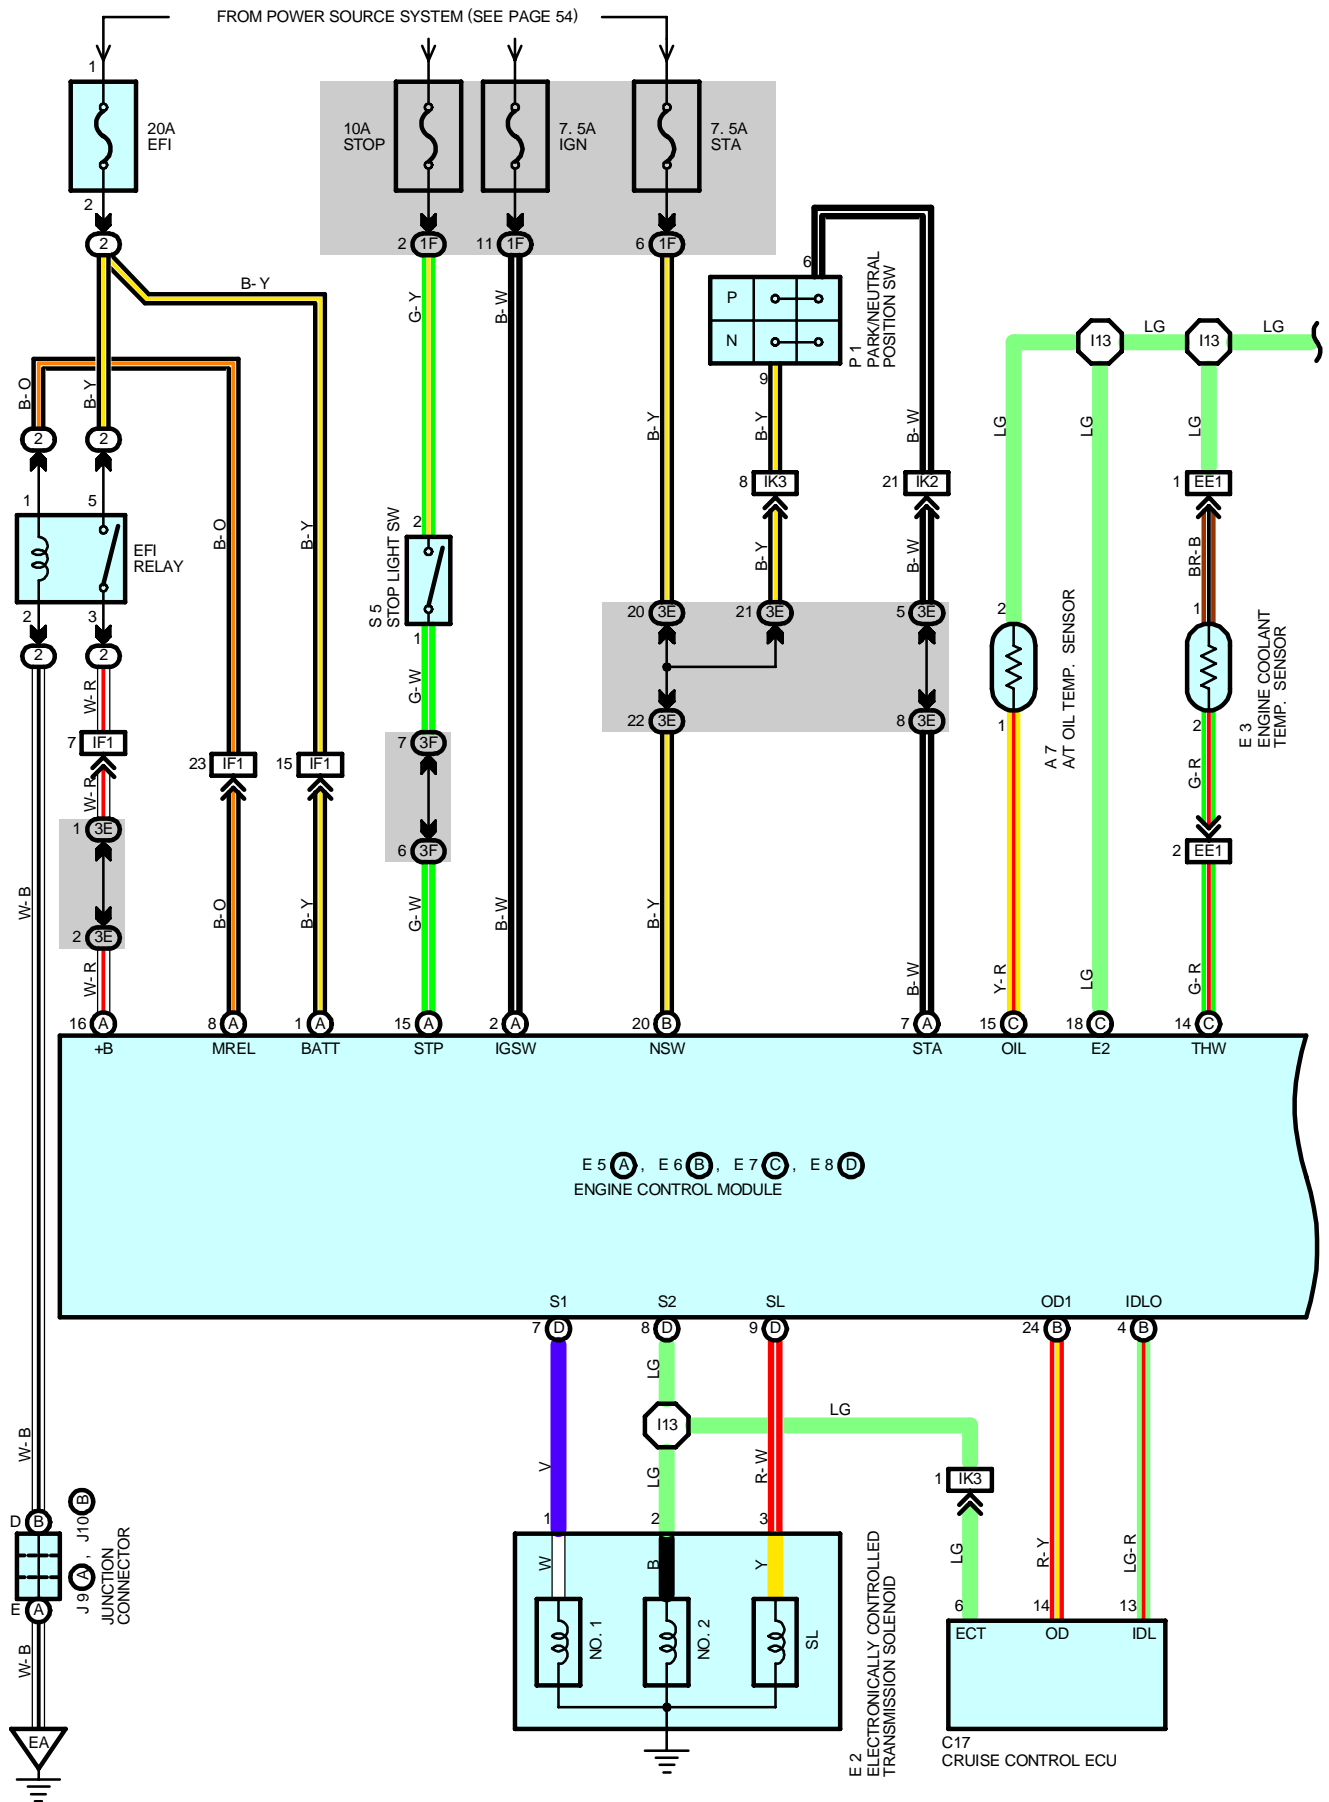 FROM POWER SOURCE SYSTEM (SEE PAGE 54)
1
20A
EFI
10A
STOP
7. 5A
IGN
7. 5A
STA
2
2
2 1F
11 1F
6 1F
B-Y
G-Y
B-W
6
P
N
P 1
PARK/NEUTRAL
POSITION SW
9
I13
LG
I13
LG
B-O
B-Y
B-Y
B-Y
B-W
LG
LG
LG
2
2
8 IK3
21 IK2
1 EE1
1
5
EFI
RELAY
B-O
B-Y
2
S 5
STOP LIGHT SW
1
B-Y
B-W
BR-B
2
3
2
2
20 3E
21 3E
5 3E
2
1
A 7
A/T OIL TEMP. SENSOR
1
2
E 3
ENGINE COOLANT
TEMP. SENSOR
W-R
G-W
22 3E
8 3E
7 IF1
23 IF1
15 IF1
7 3F
G-R
W-R
1 3E
6 3F
2 EE1
W-B
B-O
B-Y
G-W
B-W
B-Y
2 3E
W-R
B-W
Y-R
LG
G-R
16 A
8 A
1 A
15 A
2 A
20 B
7 A
15 C
18 C
14 C
+B
MREL
BATT
STP
IGSW
NSW
STA
OIL
E2
THW
E 5 A , E 6 B , E 7 C , E 8 D
ENGINE CONTROL MODULE
S1
S2
SL
OD1
IDLO
7 D
8 D
9 D
24 B
4 B
LG
I13
LG
W-B
V
LG
R-W
1 IK3
D B
J 9 A , J10 B
JUNCTION
CONNECTOR
E A
1
2
3
LG
R-Y
LG-R
W
B
Y
6
14
13
NO. 1
NO. 2
SL
ECT
OD
IDL
W-B
EA
E 2
ELECTRONICALLY CONTROLLED
TRANSMISSION SOLENOID
C17
CRUISE CONTROL ECU